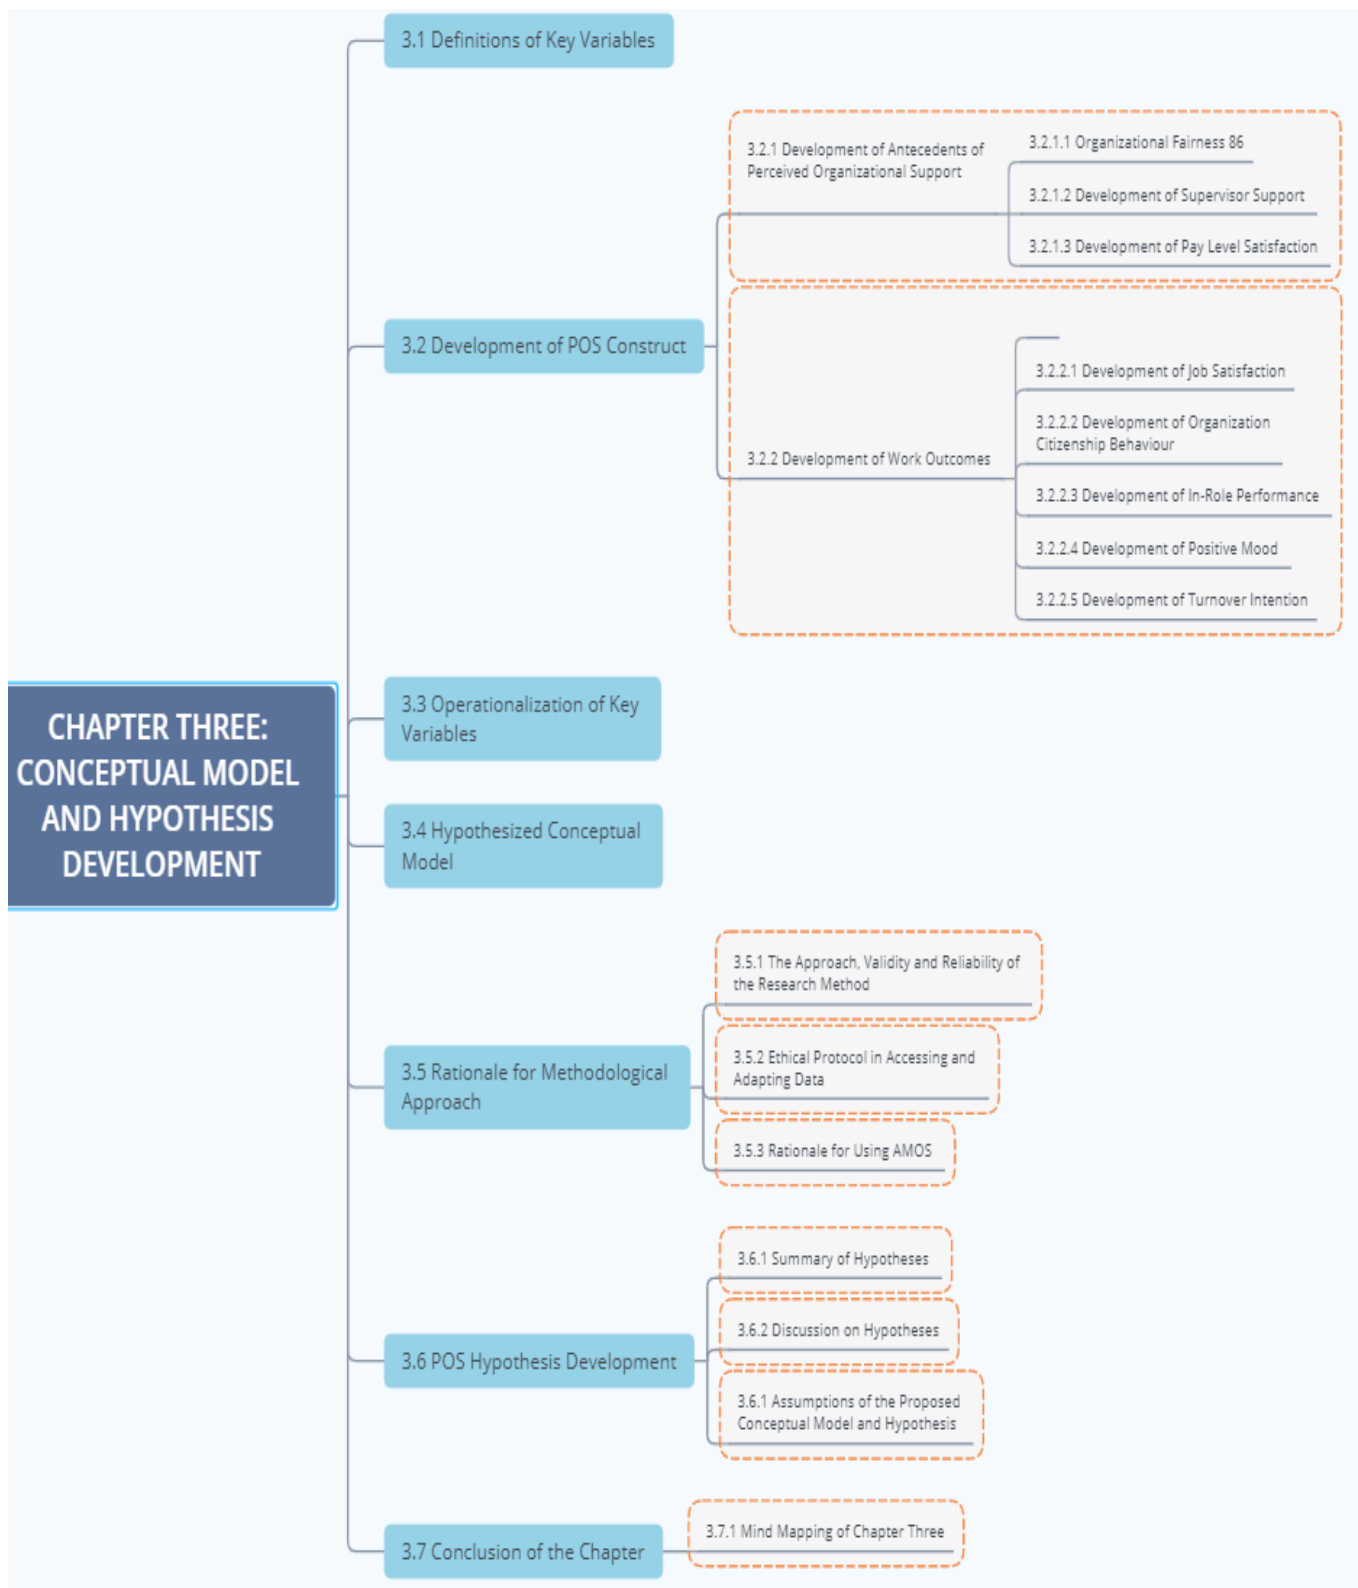 CHAPTER THREE:
CONCEPTUAL MODEL
AND HYPOTHESIS
DEVELOPMENT
3.1 Definitions of Key Variables
3.2 Development of POS Construct
3.2.1 Development of Antecedents of
Perceived Organizational Support
3.2.1.1 Organizational Fairness 86
3.2.1.2 Development of Supervisor Support
3.2.1.3 Development of Pay Level Satisfaction
3.2.2 Development of Work Outcomes
3.2.2.1 Development of Job Satisfaction
3.2.2.2 Development of Organization
Citizenship Behaviour
3.2.2.3 Development of In-Role Performance
3.2.2.4 Development of Positive Mood
3.2.2.5 Development of Turnover Intention
3.3 Operationalization of Key
Variables
3.4 Hypothesized Conceptual
Model
3.5 Rationale for Methodological
Approach
3.5.1 The Approach, Validity and Reliability of
the Research Method
3.5.2 Ethical Protocol in Accessing and
Adapting Data
3.5.3 Rationale for Using AMOS
3.6 POS Hypothesis Development
3.6.1 Summary of Hypotheses
3.6.2 Discussion on Hypotheses
3.6.1 Assumptions of the Proposed
Conceptual Model and Hypothesis
3.7 Conclusion of the Chapter
3.7.1 Mind Mapping of Chapter Three